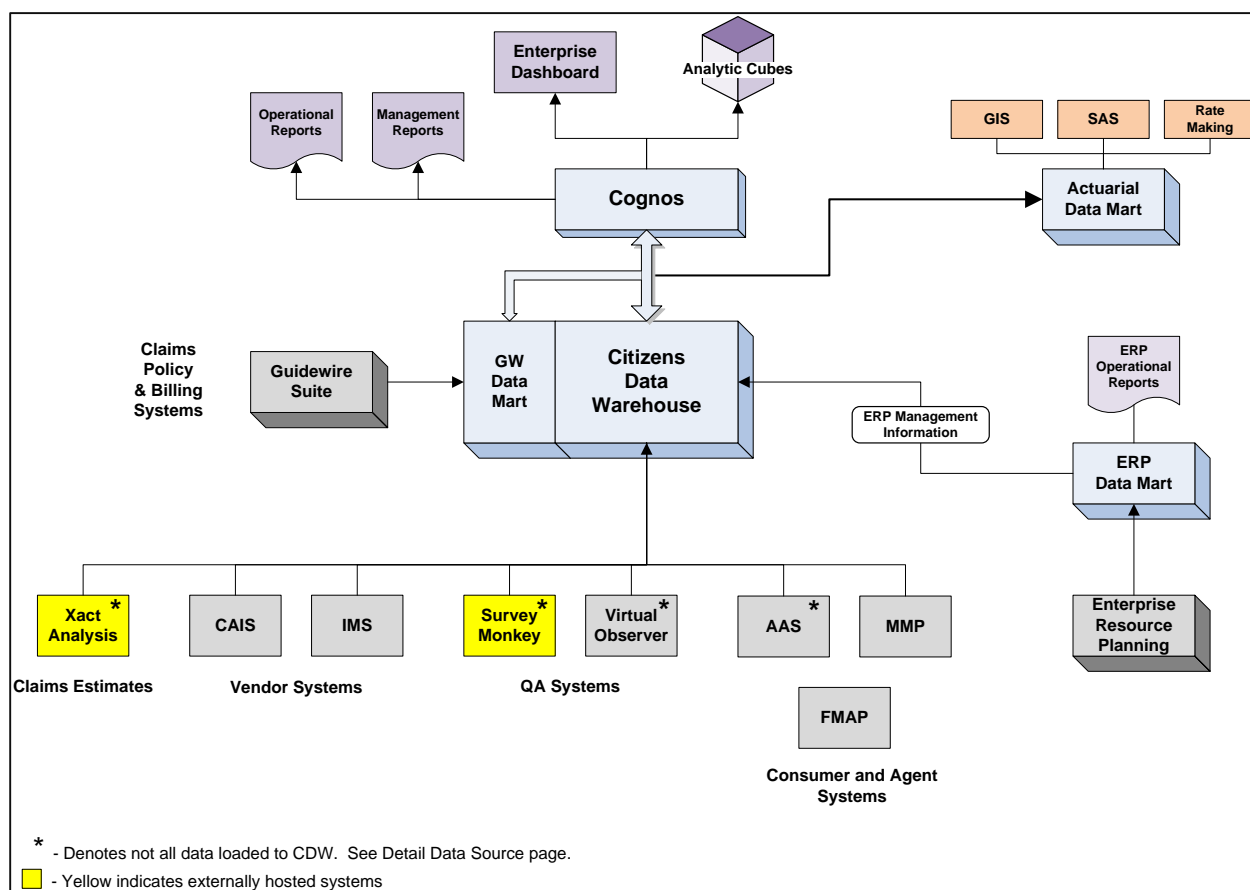 Enterprise
Dashboard
Analytic Cubes
Operational
Reports
Management
Reports
GIS
SAS
Rate
Making
Cognos
Actuarial
Data Mart
Claims
Policy
& Billing
Systems
Guidewire
Suite
GW
Data
Mart
Citizens
Data
Warehouse
ERP
Operational
Reports
ERP Management
Information
ERP
Data Mart
Xact
Analysis
*
CAIS
IMS
Survey
Monkey
*
Virtual
Observer
*
AAS
*
MMP
Enterprise
Resource
Planning
Claims Estimates
Vendor Systems
QA Systems
FMAP
Consumer and Agent
Systems
* - Denotes not all data loaded to CDW. See Detail Data Source page.
- Yellow indicates externally hosted systems